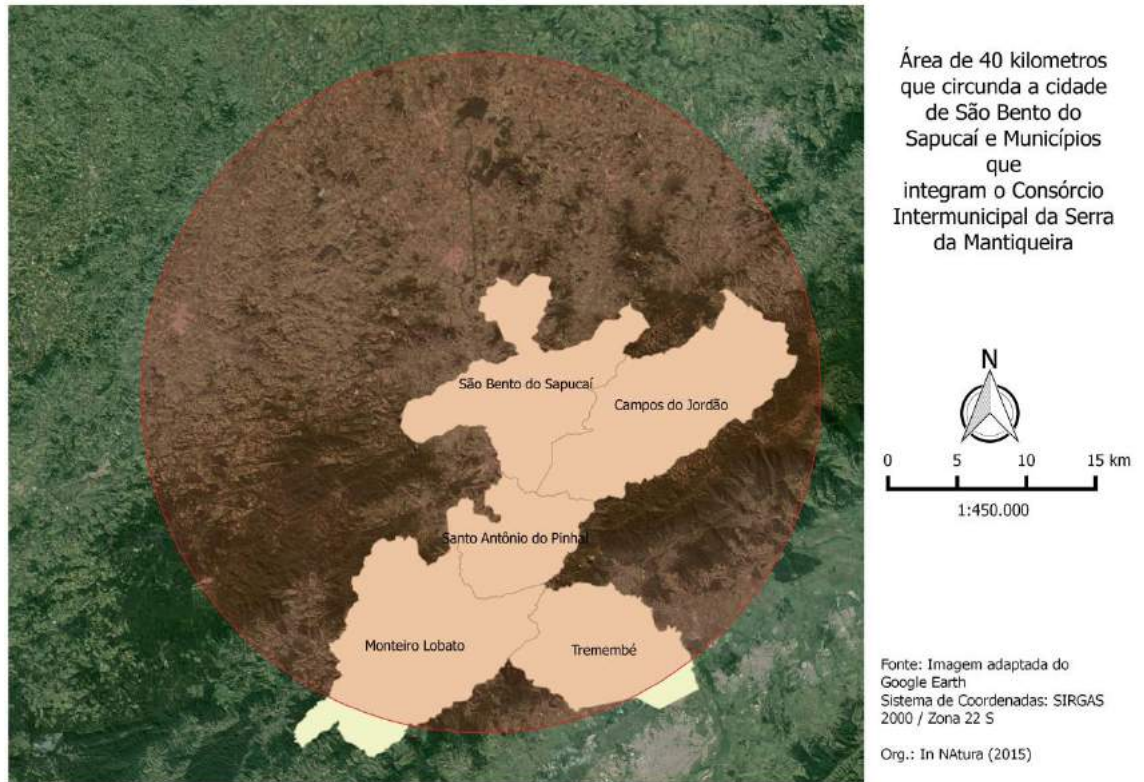 Área de 40 kilometros
que circunda a cidade
de São Bento do
Sapucaí e Municípios
que
integram o Consórcio
Intermunicipal da Serra
da Mantiqueira
São Bento do Sapucaí
Campos do Jordão
Santo Antônio do Pinhal
Monteiro Lobato
Tremembé
N
0 5 10 15 km
1:450.000
Fonte: Imagem adaptada do
Google Earth
Sistema de Coordenadas: SIRGAS
2000 / Zona 22 S
Org.: In NAtura (2015)